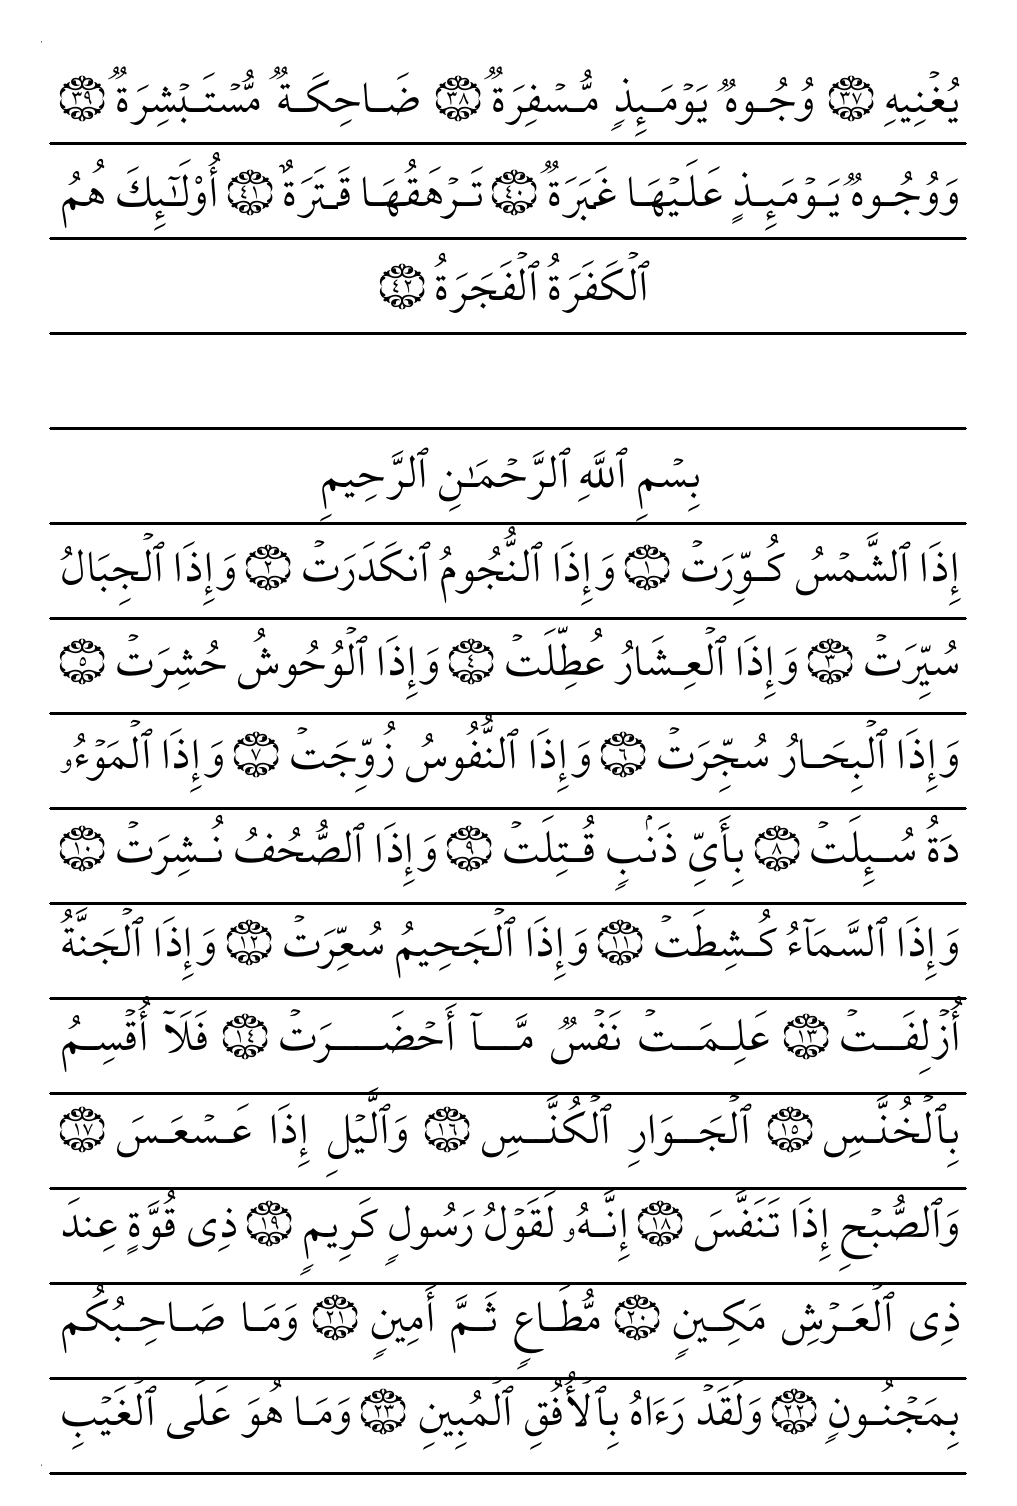 يُغْنِيهِ ٣٧ وُجُوهٌ يَوْمَئِذٍ مُّسْفِرَةٌ ٣٨ ضَاحِكَةٌ مُّسْتَبْشِرَةٌ ٣٩
وَوُجُوهٌ يَوْمَئِذٍ عَلَيْهَا غَبَرَةٌ ٤٠ تَرْهَقُهَا قَتَرَةٌ ٤١ أُوْلَٰٓئِكَ هُمُ
ٱلْكَفَرَةُ ٱلْفَجَرَةُ ٤٢
بِسْمِ ٱللَّهِ ٱلرَّحْمَٰنِ ٱلرَّحِيمِ
إِذَا ٱلشَّمْسُ كُوِّرَتْ ١ وَإِذَا ٱلنُّجُومُ ٱنكَدَرَتْ ٢ وَإِذَا ٱلْجِبَالُ
سُيِّرَتْ ٣ وَإِذَا ٱلْعِشَارُ عُطِّلَتْ ٤ وَإِذَا ٱلْوُحُوشُ حُشِرَتْ ٥
وَإِذَا ٱلْبِحَارُ سُجِّرَتْ ٦ وَإِذَا ٱلنُّفُوسُ زُوِّجَتْ ٧ وَإِذَا ٱلْمَوْءُۥ
دَةُ سُئِلَتْ ٨ بِأَىِّ ذَنۢبٍ قُتِلَتْ ٩ وَإِذَا ٱلصُّحُفُ نُشِرَتْ ١٠
وَإِذَا ٱلسَّمَآءُ كُشِطَتْ ١١ وَإِذَا ٱلْجَحِيمُ سُعِّرَتْ ١٢ وَإِذَا ٱلْجَنَّةُ
أُزْلِفَتْ ١٣ عَلِمَتْ نَفْسٌ مَّآ أَحْضَرَتْ ١٤ فَلَآ أُقْسِمُ
بِٱلْخُنَّسِ ١٥ ٱلْجَوَارِ ٱلْكُنَّسِ ١٦ وَٱلَّيْلِ إِذَا عَسْعَسَ ١٧
وَٱلصُّبْحِ إِذَا تَنَفَّسَ ١٨ إِنَّهُۥ لَقَوْلُ رَسُولٍ كَرِيمٍ ١٩ ذِى قُوَّةٍ عِندَ
ذِى ٱلْعَرْشِ مَكِينٍ ٢٠ مُّطَاعٍ ثَمَّ أَمِينٍ ٢١ وَمَا صَاحِبُكُم
بِمَجْنُونٍ ٢٢ وَلَقَدْ رَءَاهُ بِٱلْأُفُقِ ٱلْمُبِينِ ٢٣ وَمَا هُوَ عَلَى ٱلْغَيْبِ